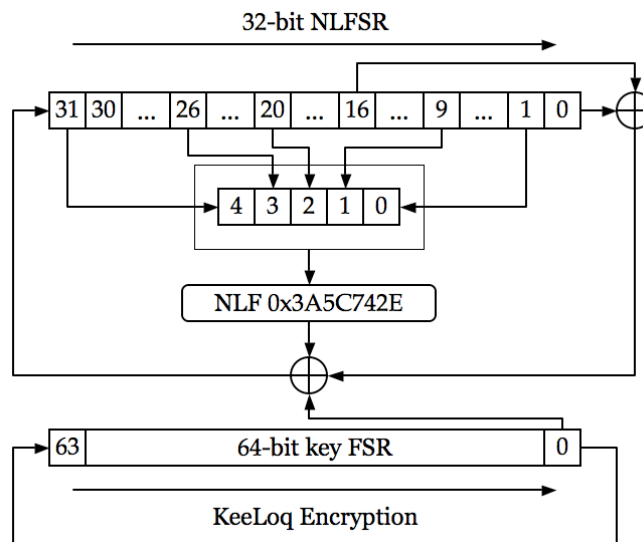 32-bit NLFSR
31 30 ... 26 ... 20 ... 16 ... 9 ... 1 0
4 3 2 1 0
NLF 0x3A5C742E
63 64-bit key FSR 0
KeeLoq Encryption